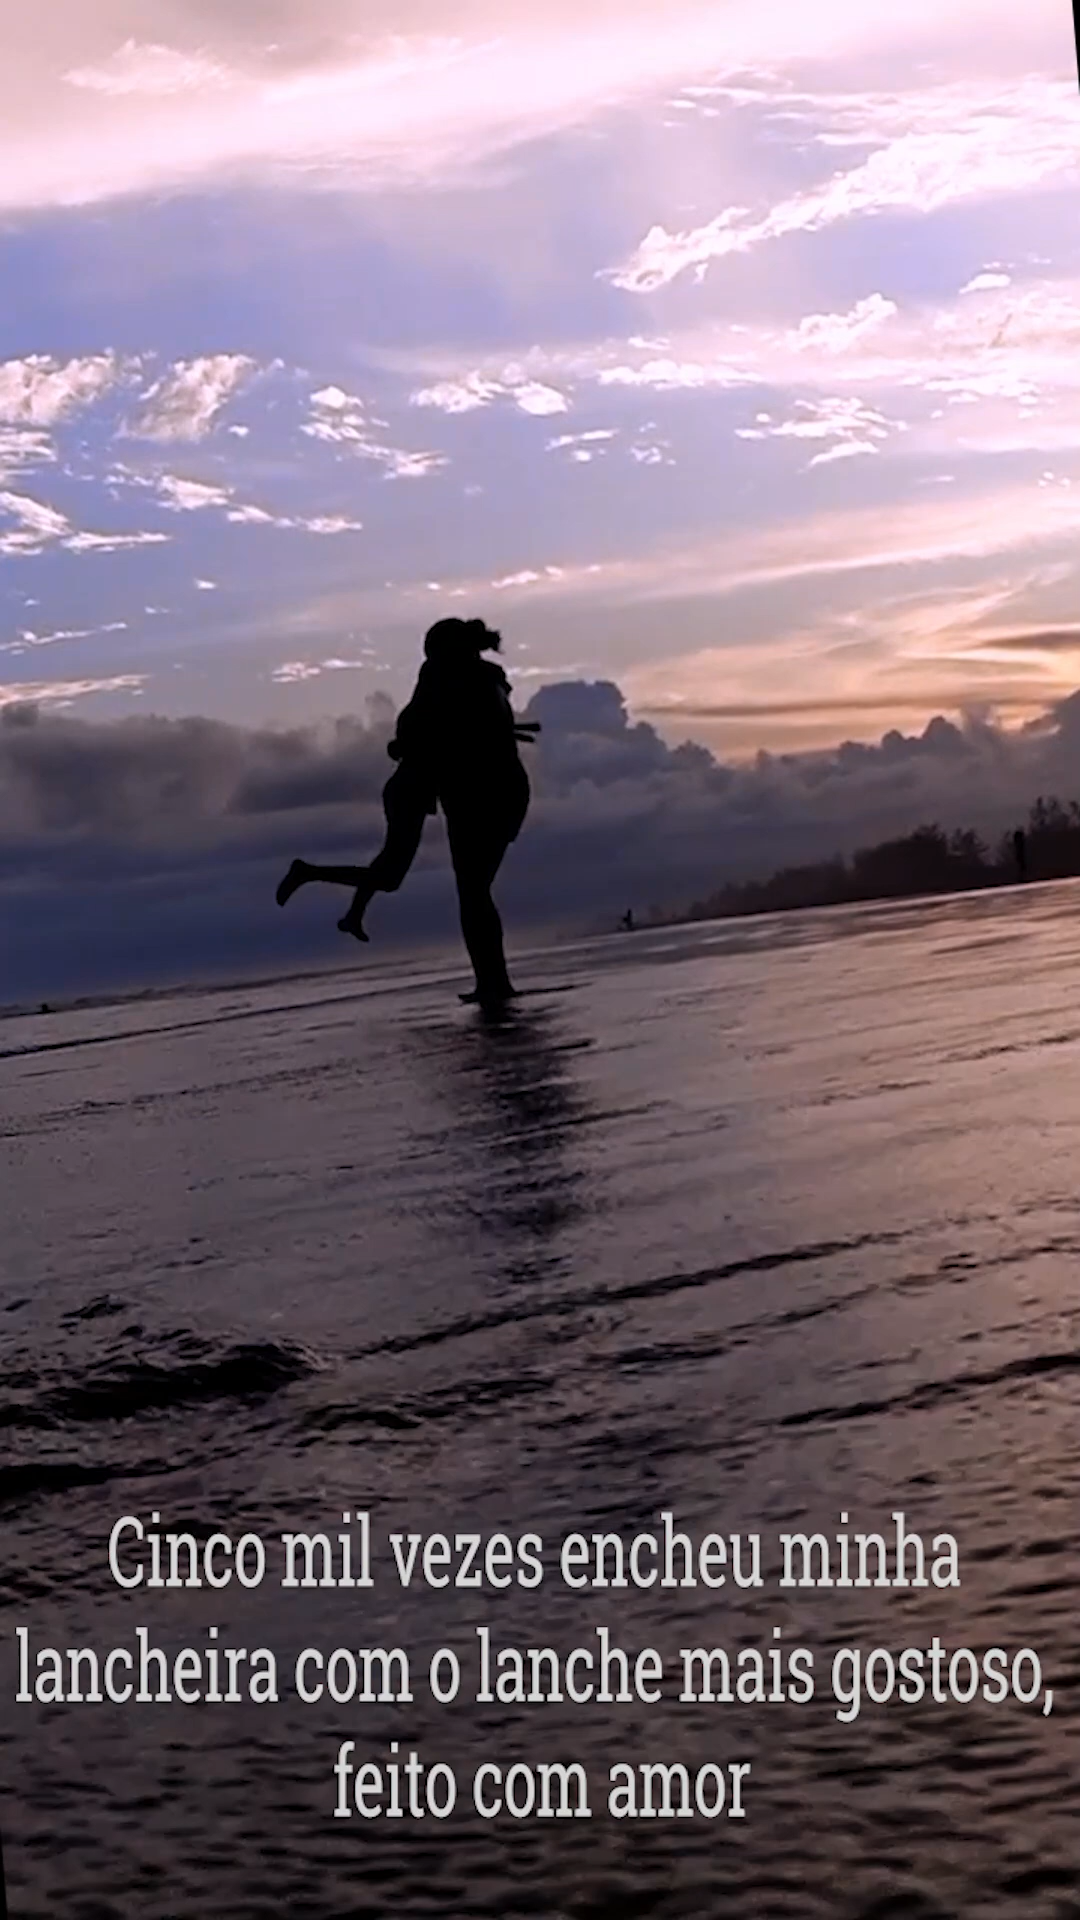 Cinco mil vezes encheu minha
lancheira com o lanche mais gostoso,
feito com amor